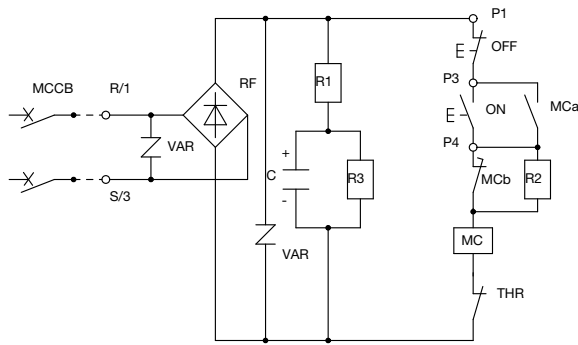 P1
OFF
MCCB
R/1
RF
R1
P3
ON
MCa
VAR
P4
+
C
-
R3
MCb
R2
S/3
VAR
MC
THR